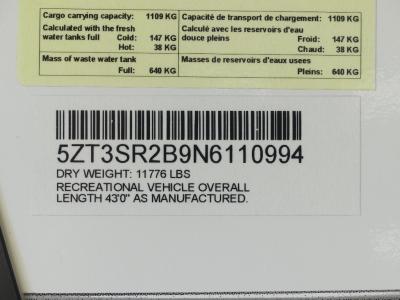 Cargo carrying capacity: 1109 KG Capacité de transport de chargement: 1109 KG
Calculated with the fresh water tanks full Cold: 147 KG Hot: 38 KG
Calculé avec les reservoirs d'eau douce pleins Froid: 147 KG Chaud: 38 KG
Mass of waste water tank Full: 640 KG
Masses de reservoirs d'eaux usees Pleins: 640 KG
5ZT3SR2B9N6110994
DRY WEIGHT: 11776 LBS
RECREATIONAL VEHICLE OVERALL
LENGTH 43'0" AS MANUFACTURED.